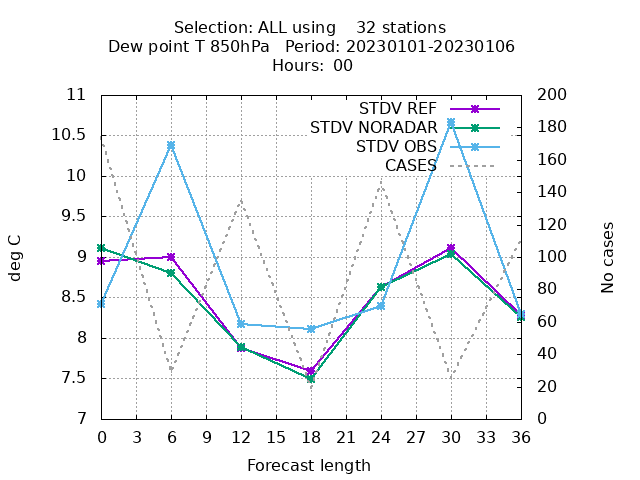 Selection: ALL using    32 stations
Dew point T 850hPa   Period: 20230101-20230106
Hours:  00
STDV REF
STDV NORADAR
STDV OBS
CASES
deg C
11
10.5
10
9.5
9
8.5
8
7.5
7
No cases
200
180
160
140
120
100
80
60
40
20
0
0 3 6 9 12 15 18 21 24 27 30 33 36
Forecast length